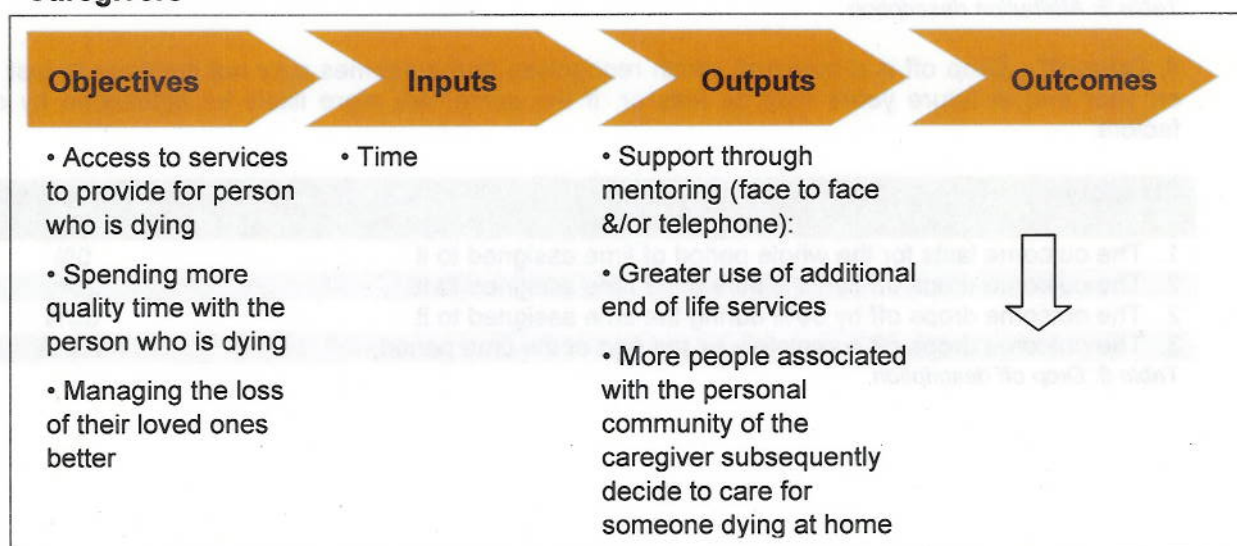 Caregivers
Objectives
Inputs
Outputs
Outcomes
• Access to services
to provide for person
who is dying
• Spending more
quality time with the
person who is dying
• Managing the loss
of their loved ones
better
• Time
• Support through
mentoring (face to face
&/or telephone):
• Greater use of additional
end of life services
• More people associated
with the personal
community of the
caregiver subsequently
decide to care for
someone dying at home